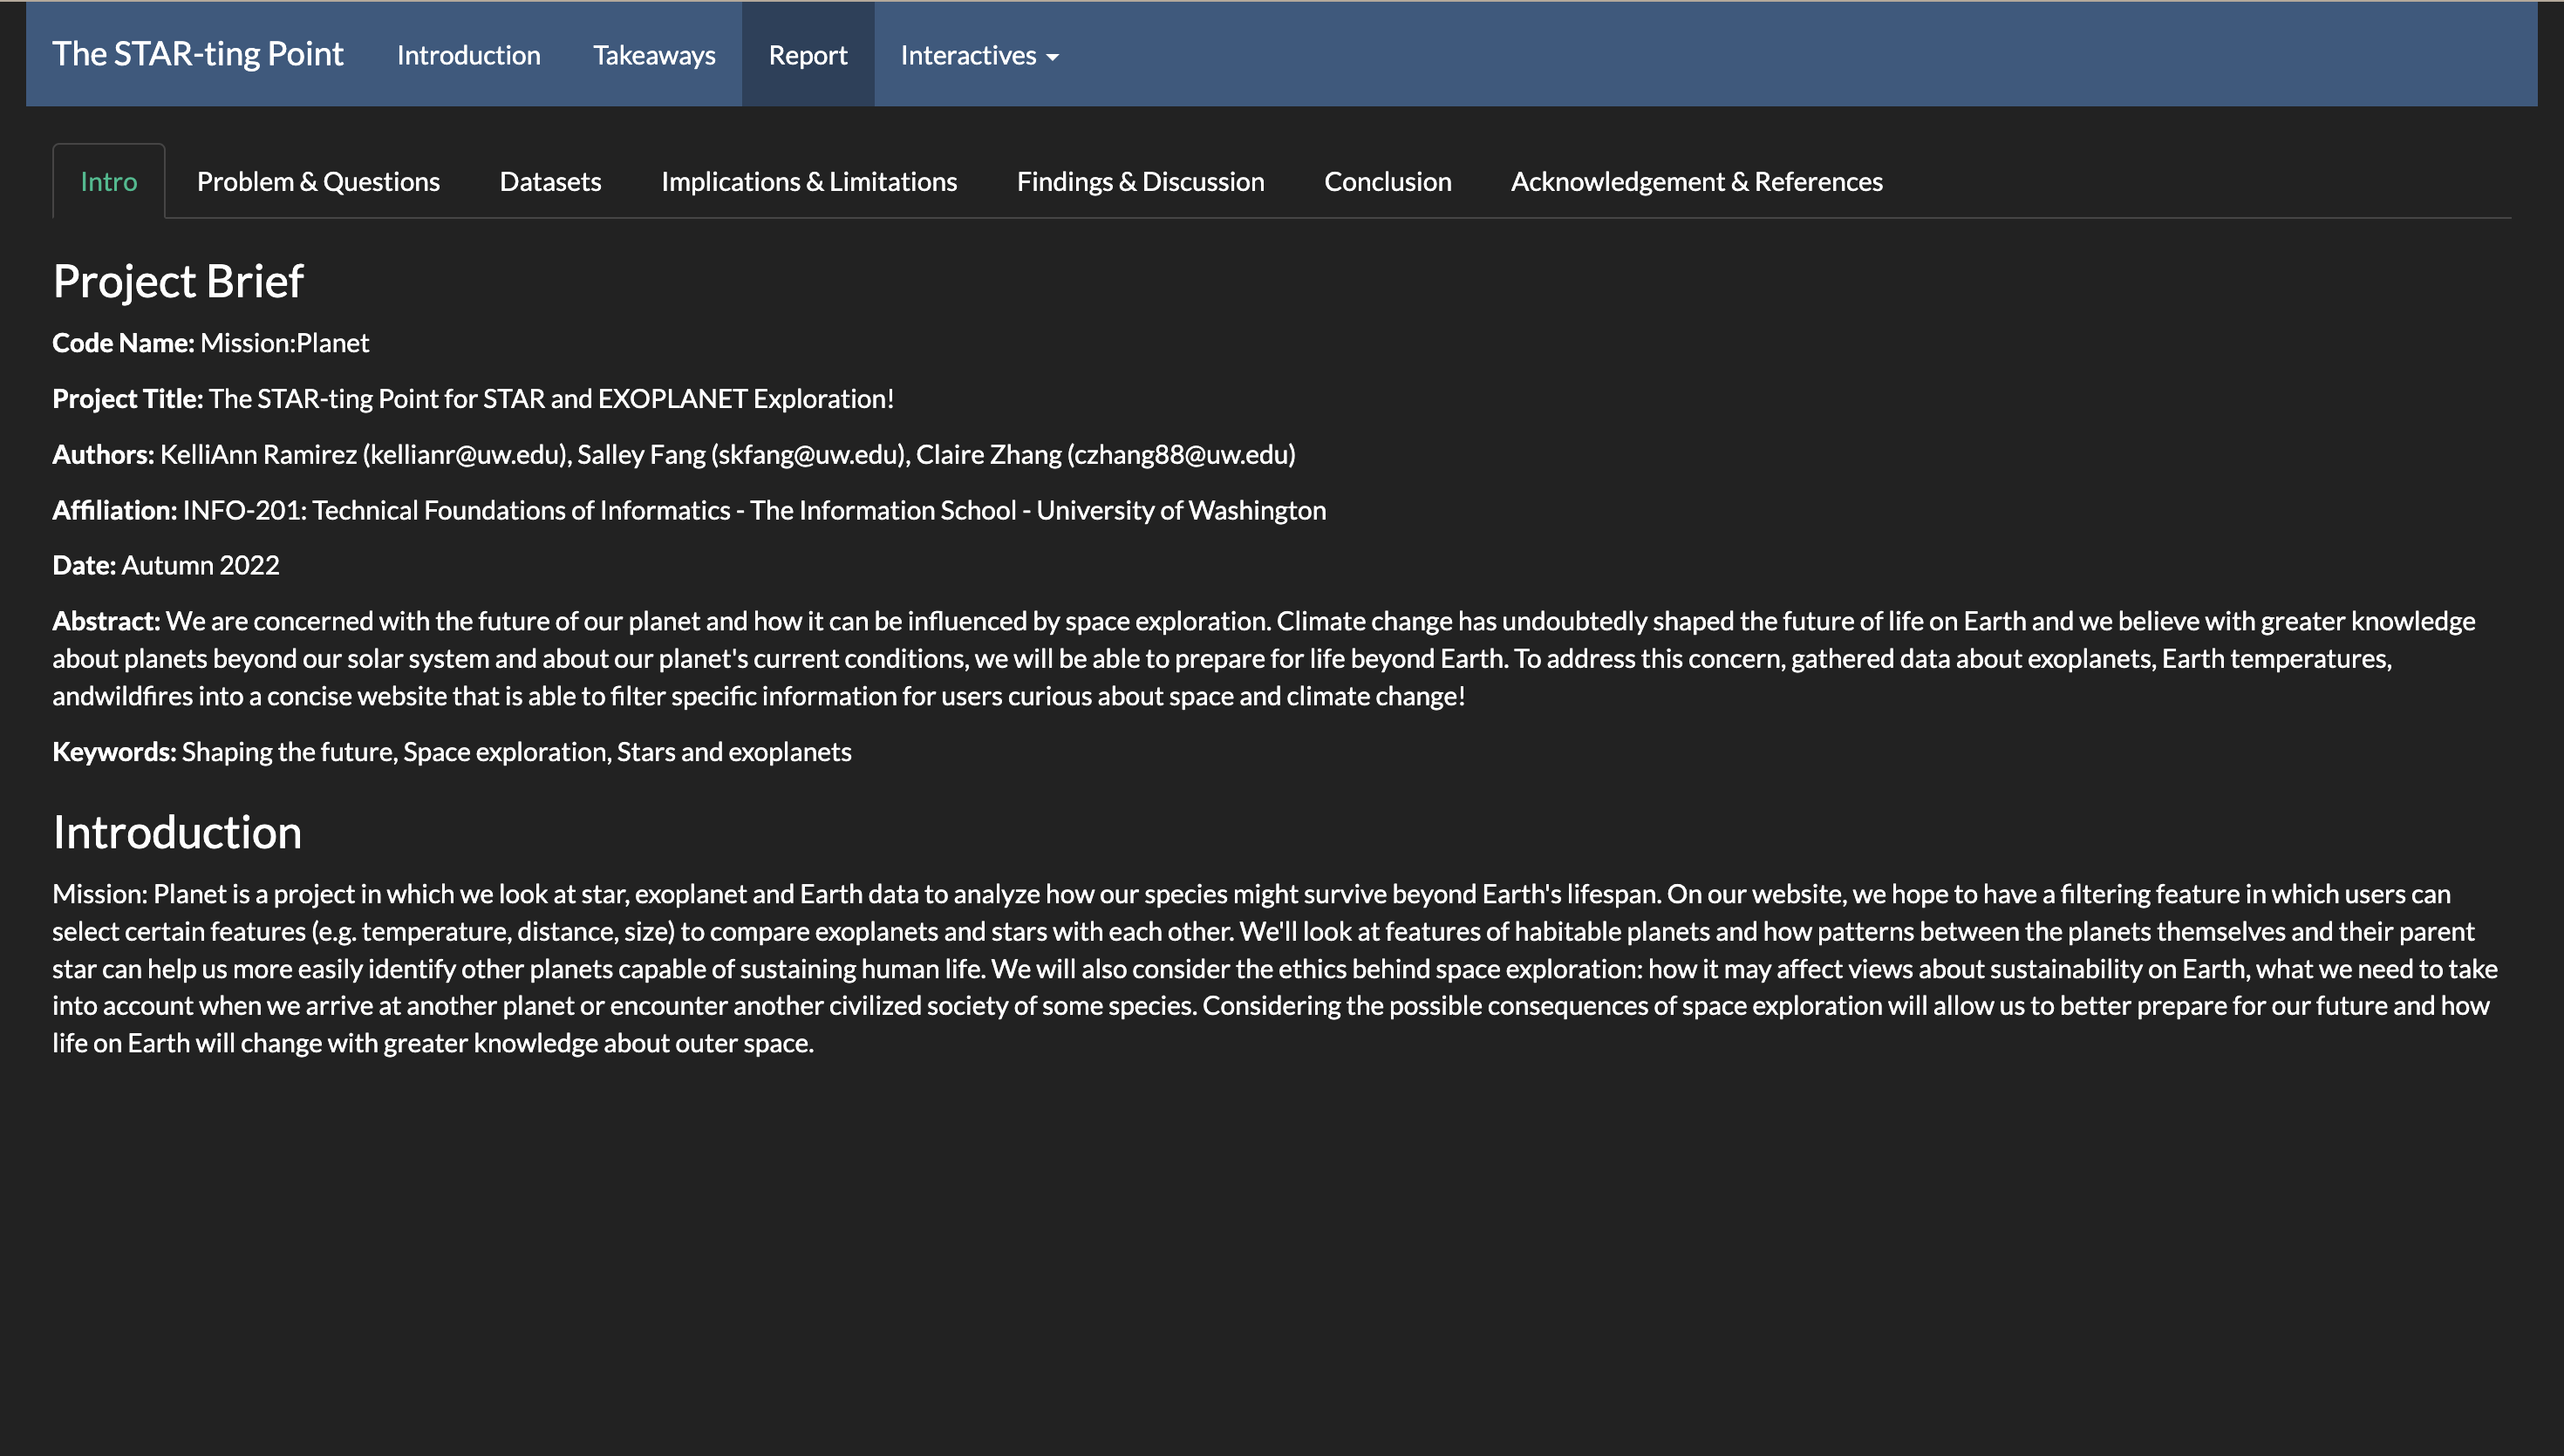 The STAR-ting Point Introduction Takeaways Report Interactives
Intro Problem & Questions Datasets Implications & Limitations Findings & Discussion Conclusion Acknowledgement & References
Project Brief
Code Name: Mission:Planet
Project Title: The STAR-ting Point for STAR and EXOPLANET Exploration!
Authors: KelliAnn Ramirez (kellianr@uw.edu), Salley Fang (skfang@uw.edu), Claire Zhang (czhang88@uw.edu)
Affiliation: INFO-201: Technical Foundations of Informatics - The Information School - University of Washington
Date: Autumn 2022
Abstract: We are concerned with the future of our planet and how it can be influenced by space exploration. Climate change has undoubtedly shaped the future of life on Earth and we believe with greater knowledge
about planets beyond our solar system and about our planet's current conditions, we will be able to prepare for life beyond Earth. To address this concern, gathered data about exoplanets, Earth temperatures,
andwildfires into a concise website that is able to filter specific information for users curious about space and climate change!
Keywords: Shaping the future, Space exploration, Stars and exoplanets
Introduction
Mission: Planet is a project in which we look at star, exoplanet and Earth data to analyze how our species might survive beyond Earth's lifespan. On our website, we hope to have a filtering feature in which users can
select certain features (e.g. temperature, distance, size) to compare exoplanets and stars with each other. We'll look at features of habitable planets and how patterns between the planets themselves and their parent
star can help us more easily identify other planets capable of sustaining human life. We will also consider the ethics behind space exploration: how it may affect views about sustainability on Earth, what we need to take
into account when we arrive at another planet or encounter another civilized society of some species. Considering the possible consequences of space exploration will allow us to better prepare for our future and how
life on Earth will change with greater knowledge about outer space.